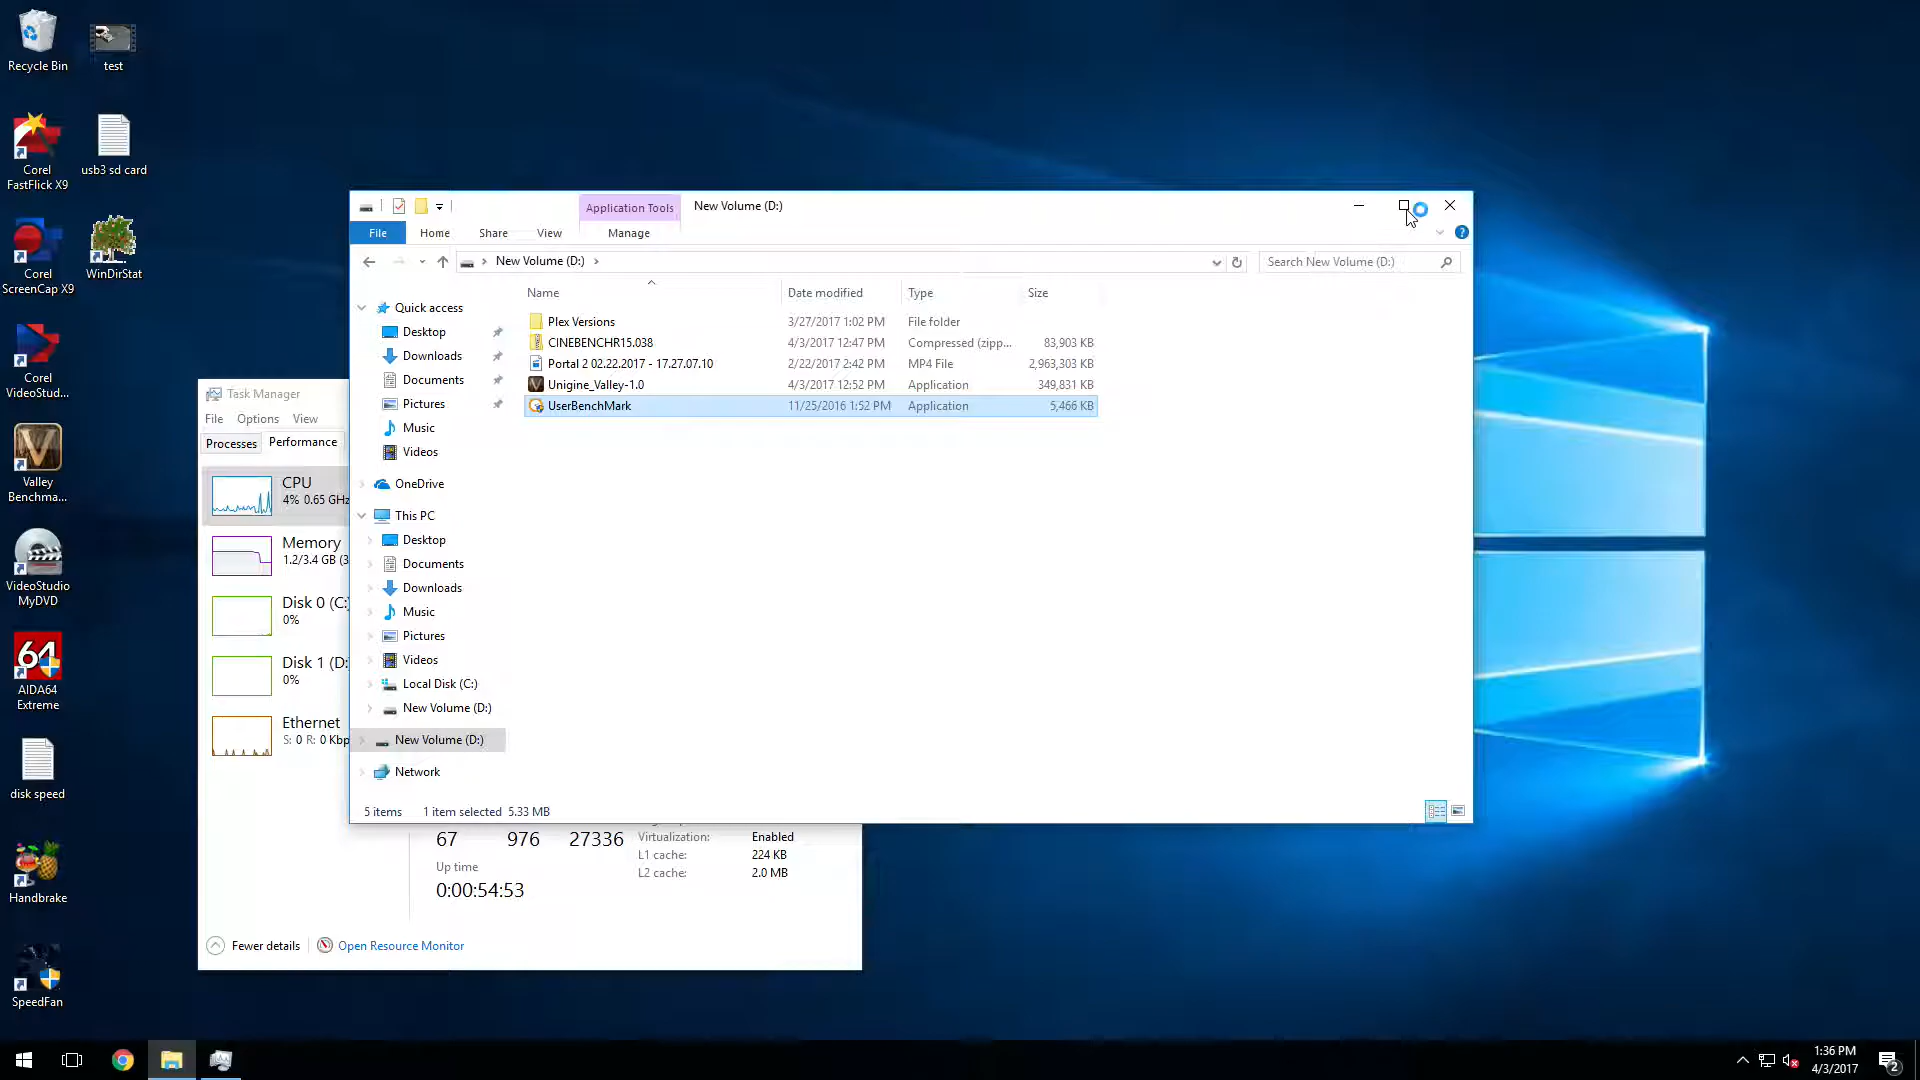 Recycle Bin
test
Corel
FastFlick X9
usb3 sd card
Corel
ScreenCap X9
WinDirStat
Corel
VideoStud...
Valley
Benchma...
VideoStudio
MyDVD
64
AIDA64
Extreme
disk speed
Handbrake
SpeedFan
Application Tools
New Volume (D:)
File
Home
Share
View
Manage
New Volume (D:)
Search New Volume (D:)
Name
Date modified
Type
Size
Plex Versions
3/27/2017 1:02 PM
File folder
CINEBENCHR15.038
4/3/2017 12:47 PM
Compressed (zipp...
83,903 KB
Portal 2 02.22.2017 - 17.27.07.10
2/22/2017 2:42 PM
MP4 File
2,963,303 KB
Unigine_Valley-1.0
4/3/2017 12:52 PM
Application
349,831 KB
UserBenchMark
11/25/2016 1:52 PM
Application
5,466 KB
Quick access
Desktop
Downloads
Documents
Pictures
Music
Videos
OneDrive
This PC
Desktop
Documents
Downloads
Music
Pictures
Videos
Local Disk (C:)
New Volume (D:)
New Volume (D:)
Network
5 items
1 item selected 5.33 MB
Task Manager
File
Options
View
Processes
Performance
CPU
4% 0.65 GHz
Memory
1.2/3.4 GB (3
Disk 0 (C:
0%
Disk 1 (D:
0%
Ethernet
S: 0 R: 0 Kbp
67
976
27336
Virtualization:
Enabled
L1 cache:
224 KB
L2 cache:
2.0 MB
Up time
0:00:54:53
Fewer details
Open Resource Monitor
1:36 PM
4/3/2017
2